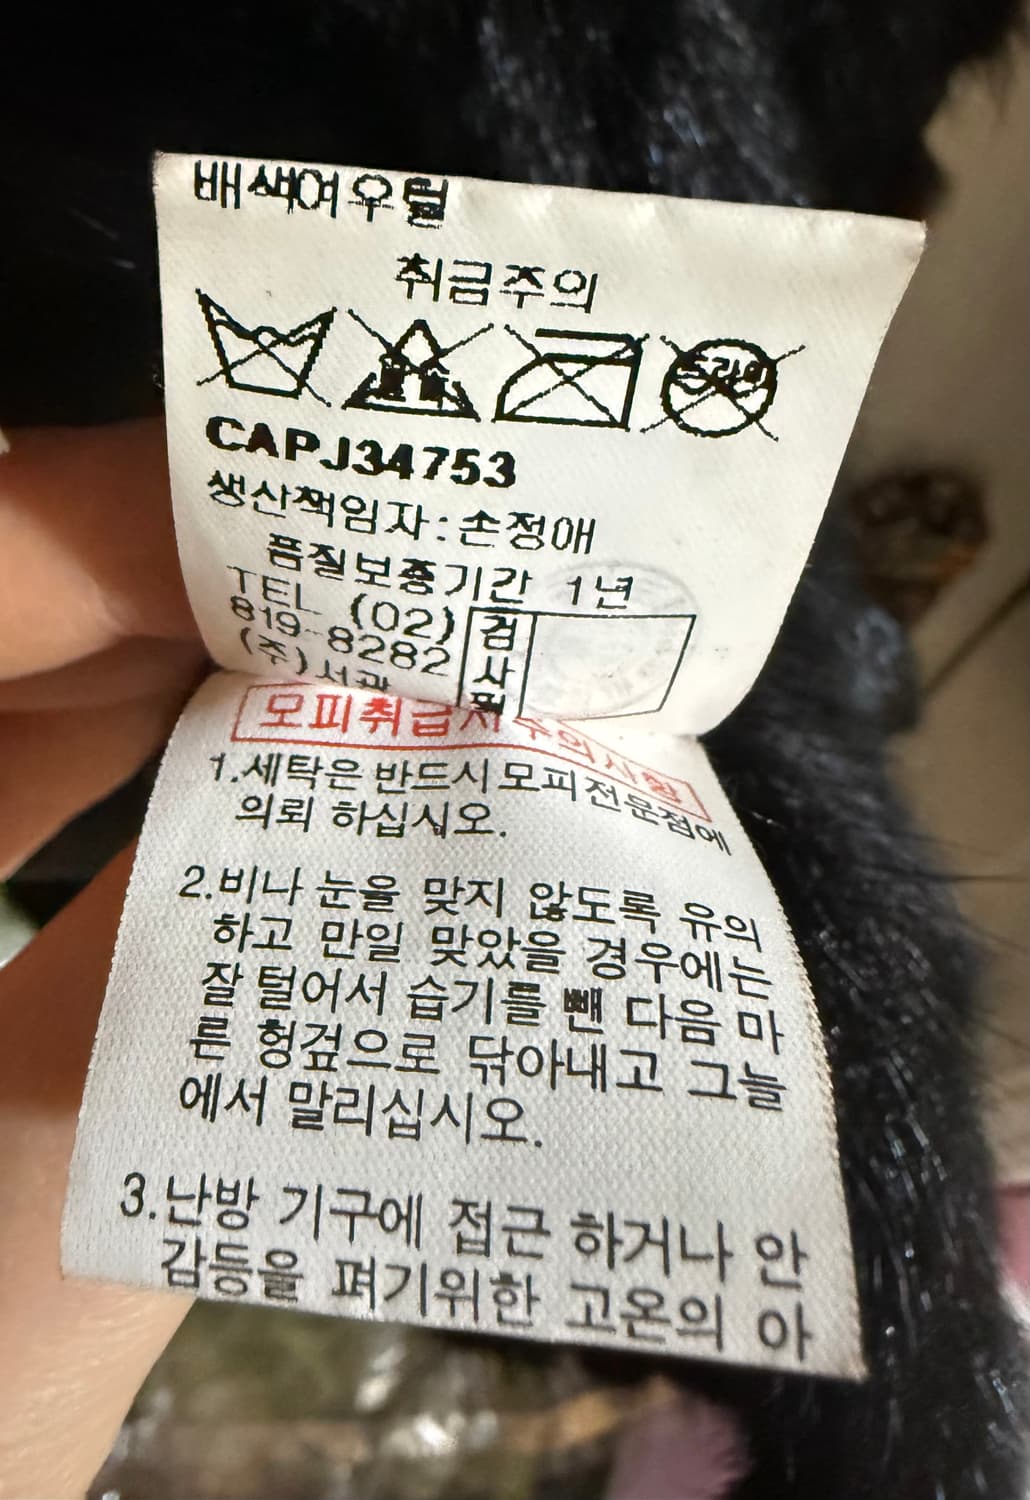 배색여우털
취급주의
드라이
CAPJ34753
생산책임자:손정애
품질보증기간 1년
TEL (02)
819-8282
(주)서광
검
사
필
모피취급시 주의사항
1.세탁은 반드시 모피전문점에
의뢰 하십시오.
2.비나 눈을 맞지 않도록 유의
하고 만일 맞았을 경우에는
잘 털어서 습기를 뺀 다음 마
른 헝겊으로 닦아내고 그늘
에서 말리십시오.
3.난방 기구에 접근 하거나 안
감등을 펴기위한 고온의 아